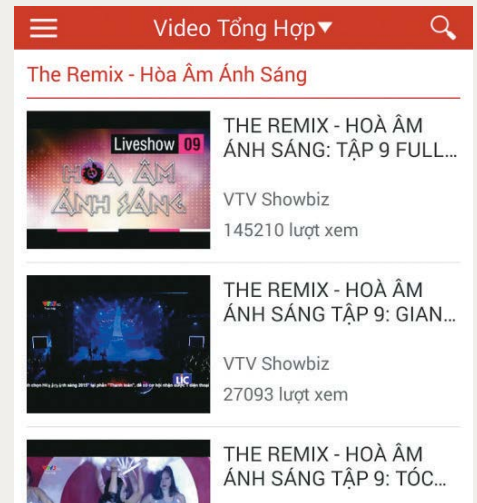 Video Tổng Hợp▼
The Remix - Hòa Âm Ánh Sáng
Liveshow 09
HÒA ÂM
ÁNH SÁNG
THE REMIX - HOÀ ÂM
ÁNH SÁNG: TẬP 9 FULL...
VTV Showbiz
145210 lượt xem
THE REMIX - HOÀ ÂM
ÁNH SÁNG TẬP 9: GIAN...
VTV Showbiz
27093 lượt xem
THE REMIX - HOÀ ÂM
ÁNH SÁNG TẬP 9: TÓC...